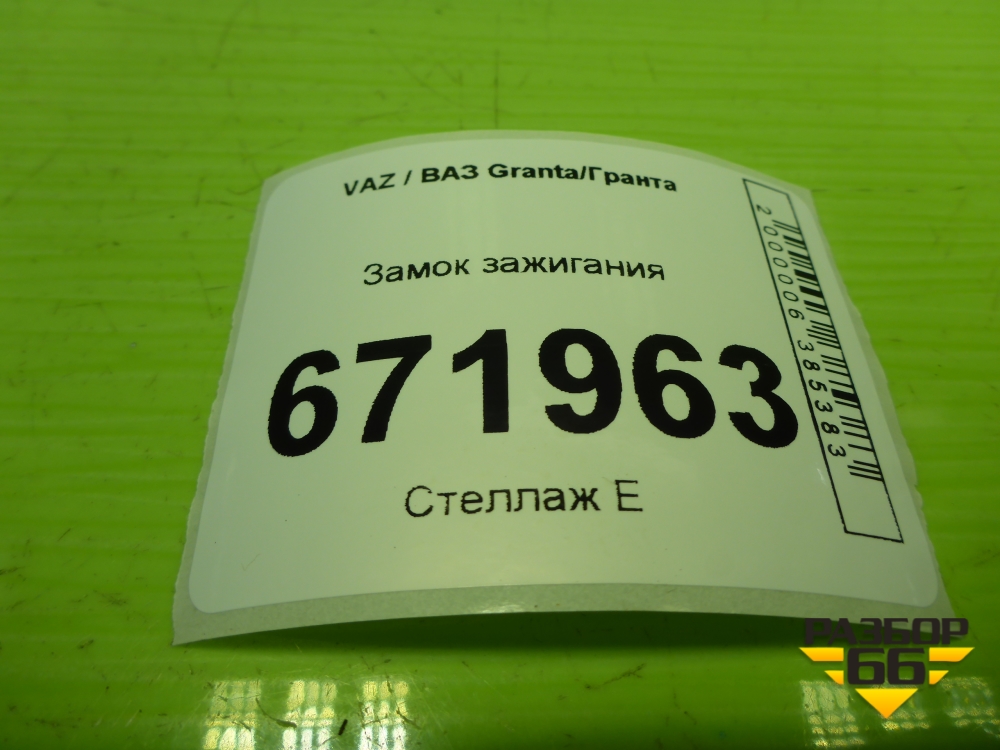 VAZ / ВАЗ Granta/Гранта
Замок зажигания
671963
Стеллаж Е
2000006385383
РАЗБОР
66